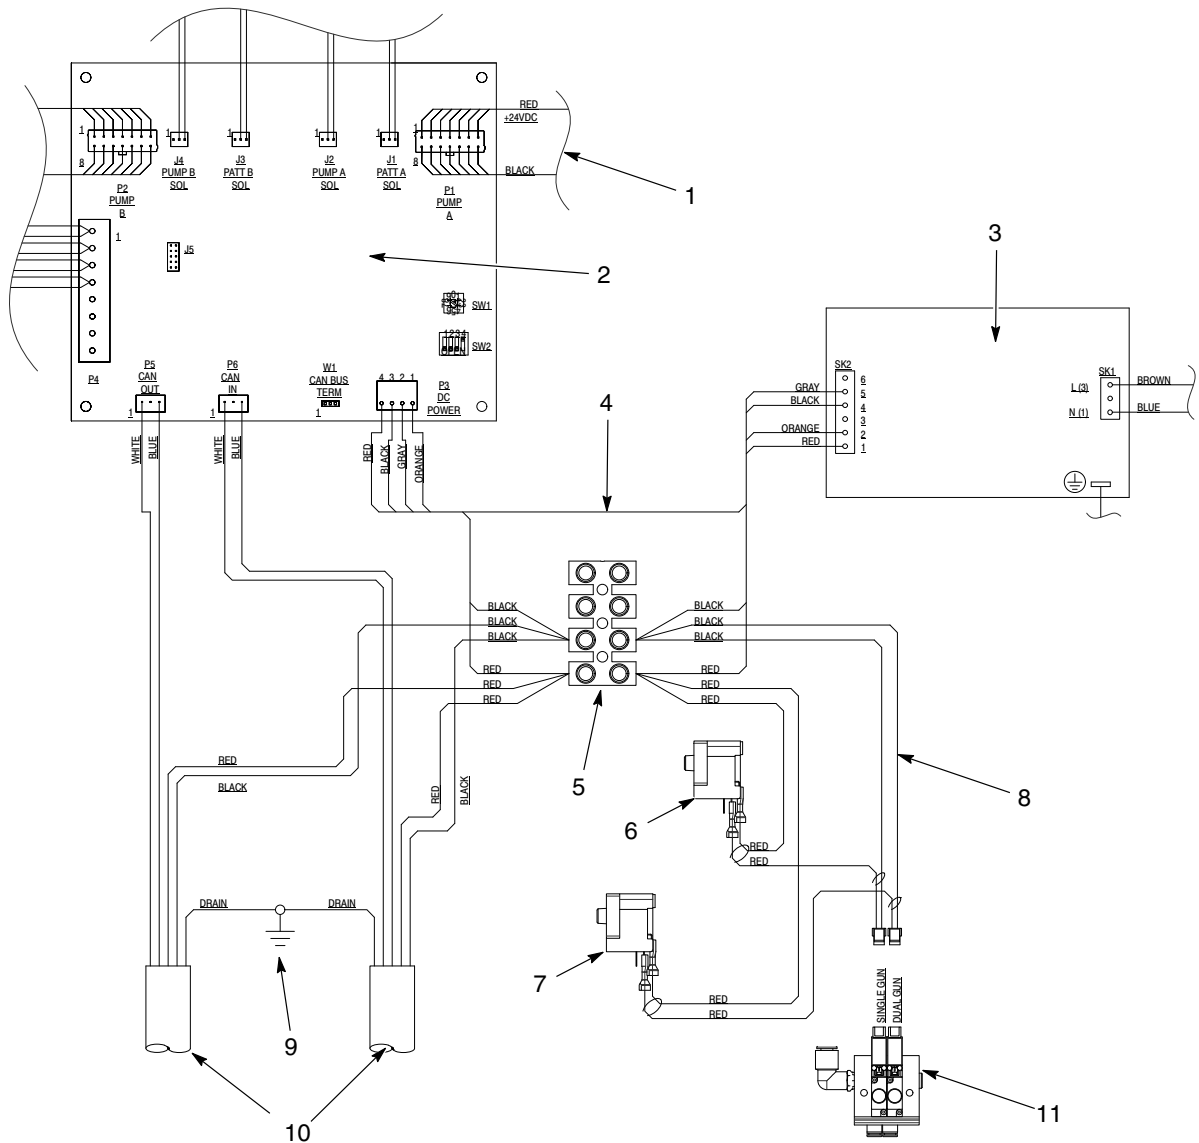 RED
+24VDC
1
1
1
1
1
1
8
J4
PUMP B
SOL
J3
PATT B
SOL
J2
PUMP A
SOL
J1
PATT A
SOL
8
BLACK
P2
PUMP
B
P1
PUMP
A
1
1
J5
2
3
SW1
1234
OPEN
SW2
SK2
6
5
4
3
2
1
GRAY
BLACK
ORANGE
RED
SK1
L (3)
N (1)
BROWN
BLUE
P4
P5
CAN
OUT
1
P6
CAN
IN
1
W1
CAN BUS
TERM
1
4 3 2 1
P3
DC
POWER
4
WHITE
BLUE
WHITE
BLUE
RED
BLACK
GRAY
ORANGE
BLACK
BLACK
BLACK
BLACK
BLACK
BLACK
RED
RED
RED
RED
RED
RED
5
RED
BLACK
RED
BLACK
6
RED
RED
8
DRAIN
DRAIN
7
RED
RED
9
SINGLE GUN
DUAL GUN
10
11